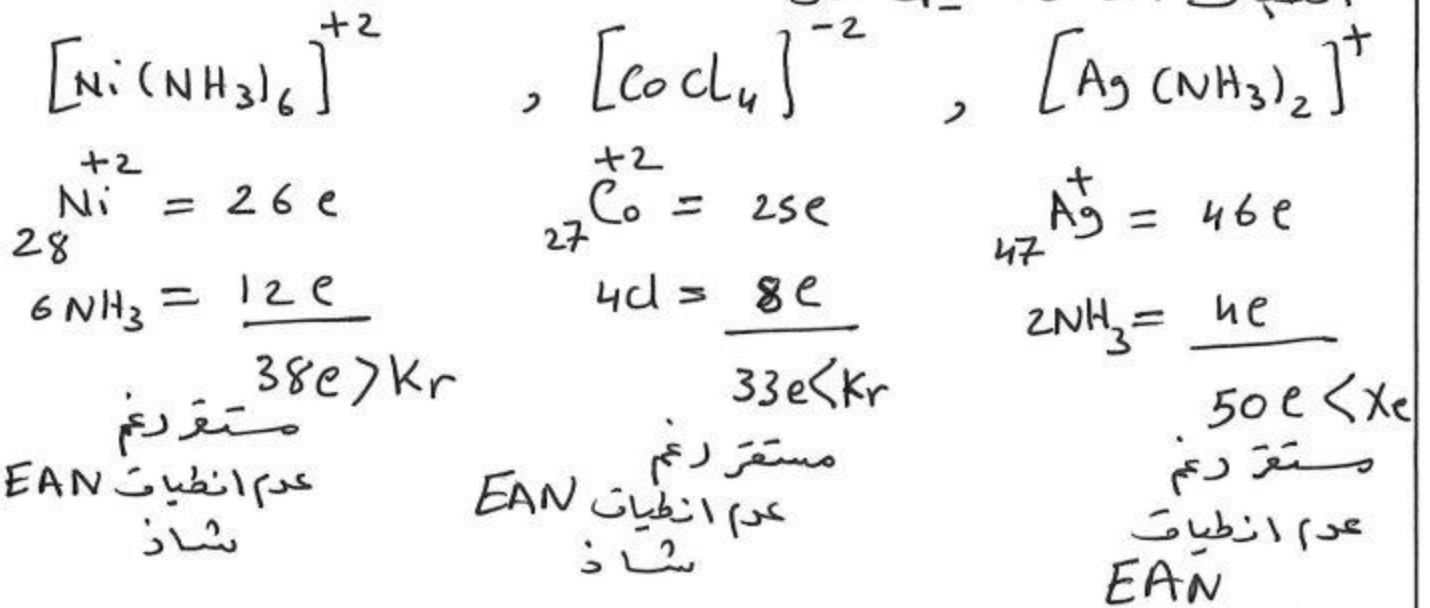 [Ni(NH₃)₆]⁺² , [CoCl₄]⁻² , [Ag(NH₃)₂]⁺
₂₈Ni⁺² = 26e
6NH₃ = 12e
38e>Kr
مستقر رغم
عدم انطباق EAN
شاذ
₂₇Co⁺² = 25e
4Cl = 8e
33e<Kr
مستقر رغم
عدم انطباق EAN
شاذ
₄₇Ag⁺ = 46e
2NH₃ = 4e
50e<Xe
مستقر رغم
عدم انطباق
EAN